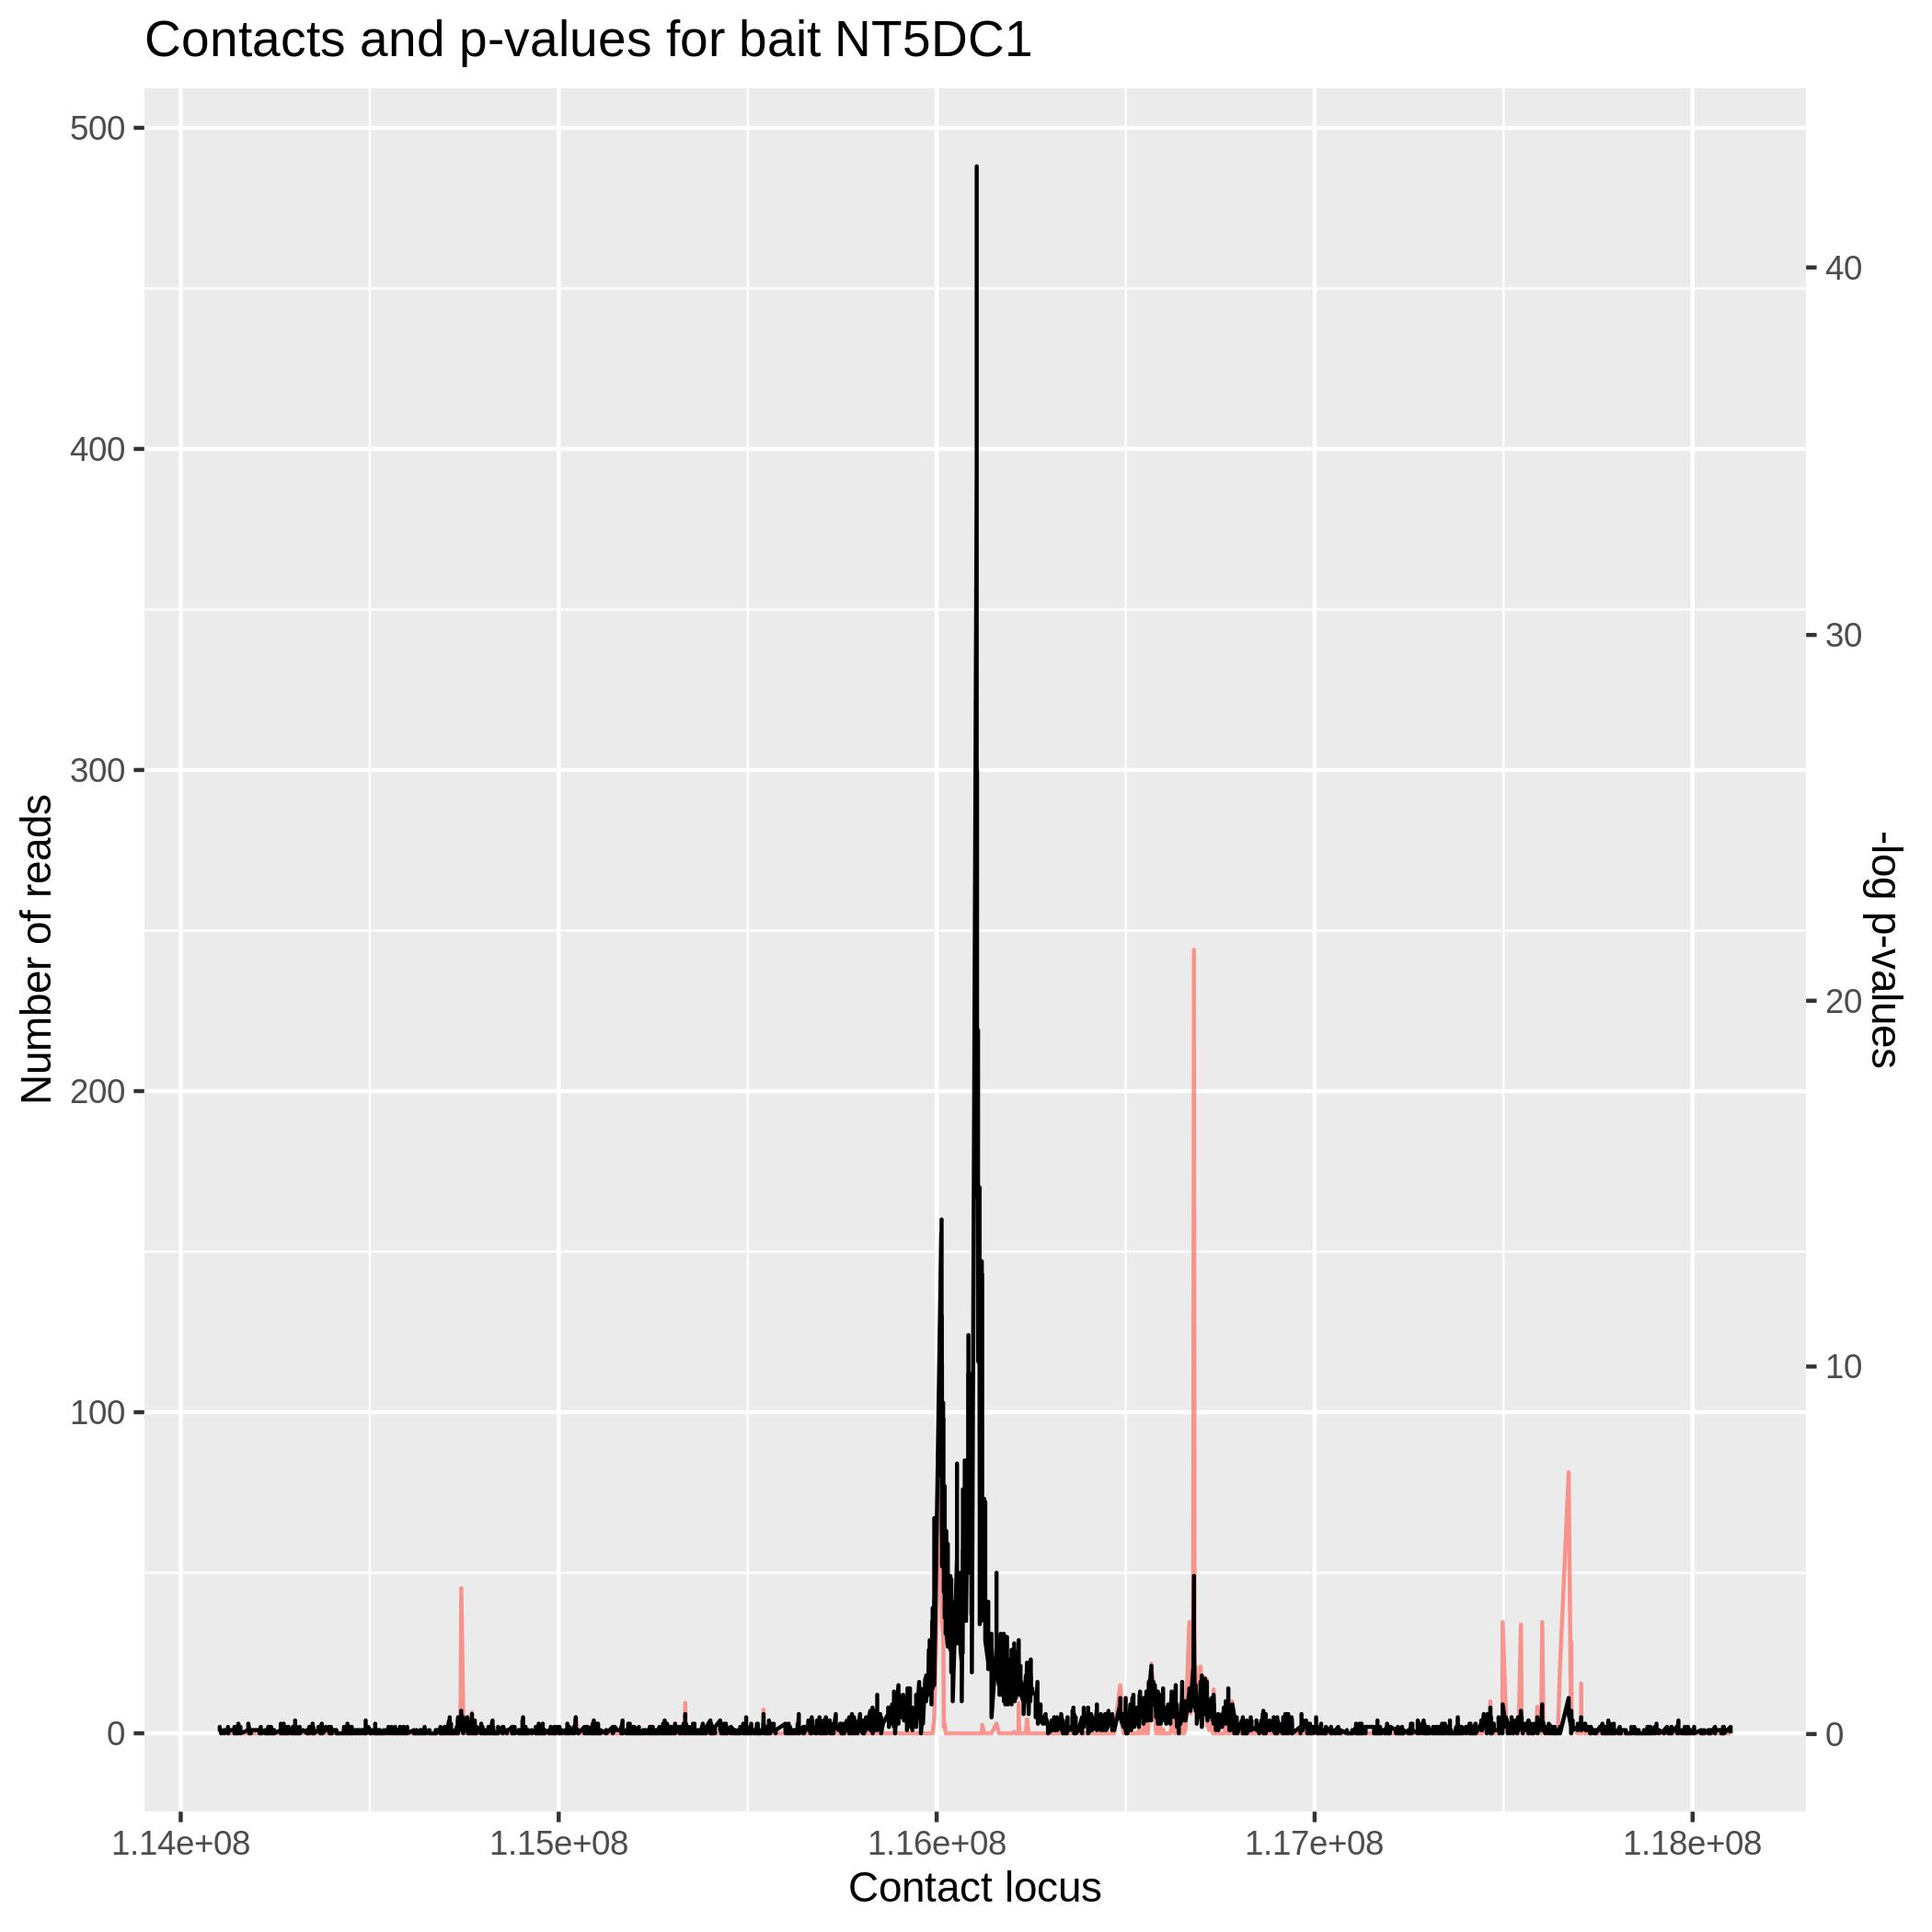 Contacts and p-values for bait NT5DC1
500
400
300
200
100
0
Number of reads
40
30
20
10
0
-log p-values
1.14e+08
1.15e+08
1.16e+08
1.17e+08
1.18e+08
Contact locus